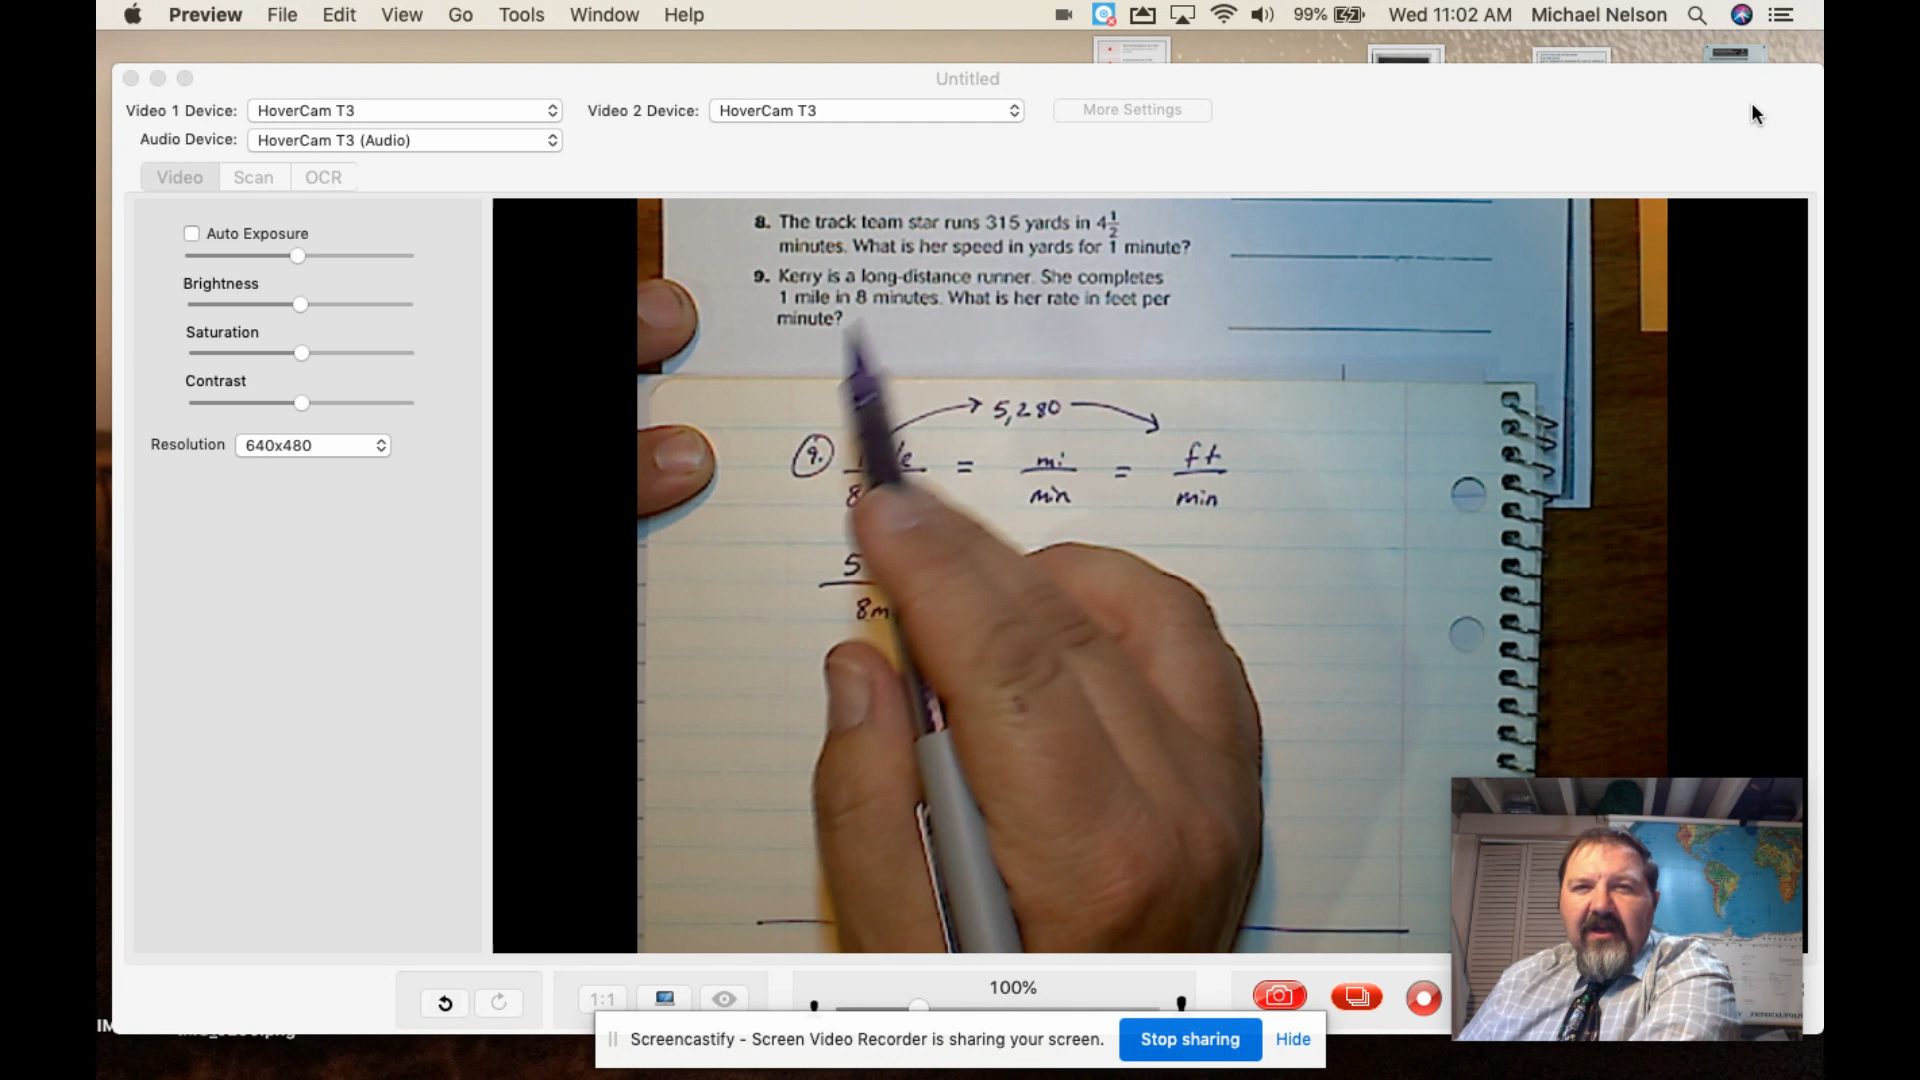 Preview File Edit View Go Tools Window Help 99% Wed 11:02 AM Michael Nelson
Untitled
Video 1 Device: HoverCam T3 Video 2 Device: HoverCam T3 More Settings
Audio Device: HoverCam T3 (Audio)
Video Scan OCR
Auto Exposure
Brightness
Saturation
Contrast
Resolution 640x480
8. The track team star runs 315 yards in 4 1/2
minutes. What is her speed in yards for 1 minute?
9. Kerry is a long-distance runner. She completes
1 mile in 8 minutes. What is her rate in feet per
minute?
5,280
9. = mi = ft
8 min min
5
8m
1:1 100%
Screencastify - Screen Video Recorder is sharing your screen. Stop sharing Hide